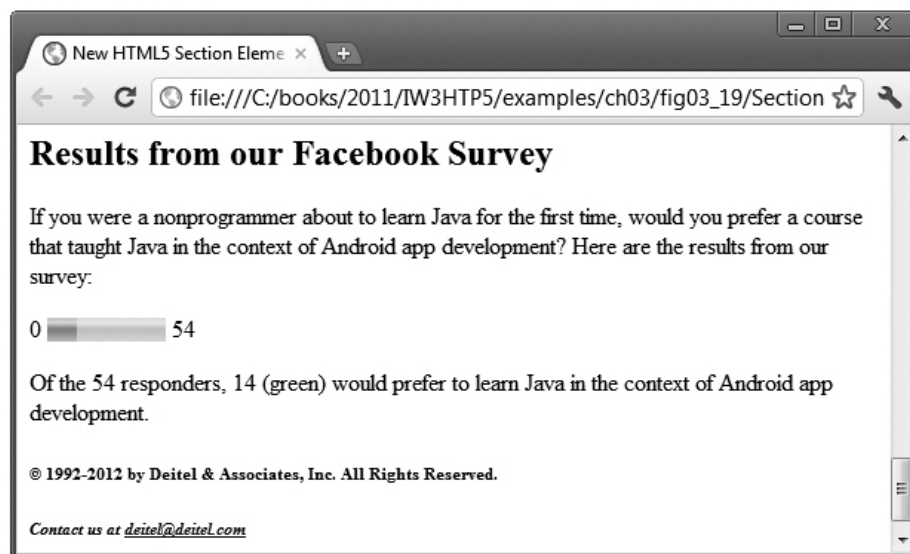 New HTML5 Section Eleme
file:///C:/books/2011/IW3HTP5/examples/ch03/fig03_19/Section
Results from our Facebook Survey
If you were a nonprogrammer about to learn Java for the first time, would you prefer a course
that taught Java in the context of Android app development? Here are the results from our
survey:
0 54
Of the 54 responders, 14 (green) would prefer to learn Java in the context of Android app
development.
© 1992-2012 by Deitel & Associates, Inc. All Rights Reserved.
Contact us at deitel@deitel.com